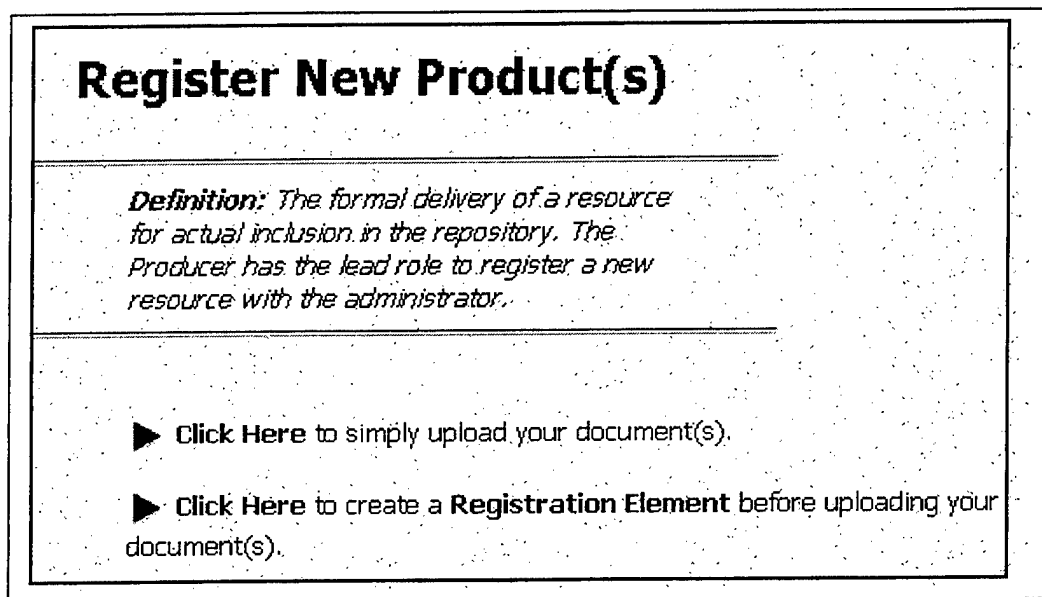 Register New Product(s)
Definition: The formal delivery of a resource
for actual inclusion in the repository. The
Producer has the lead role to register a new
resource with the administrator.
Click Here to simply upload your document(s).
Click Here to create a Registration Element before uploading your
document(s).